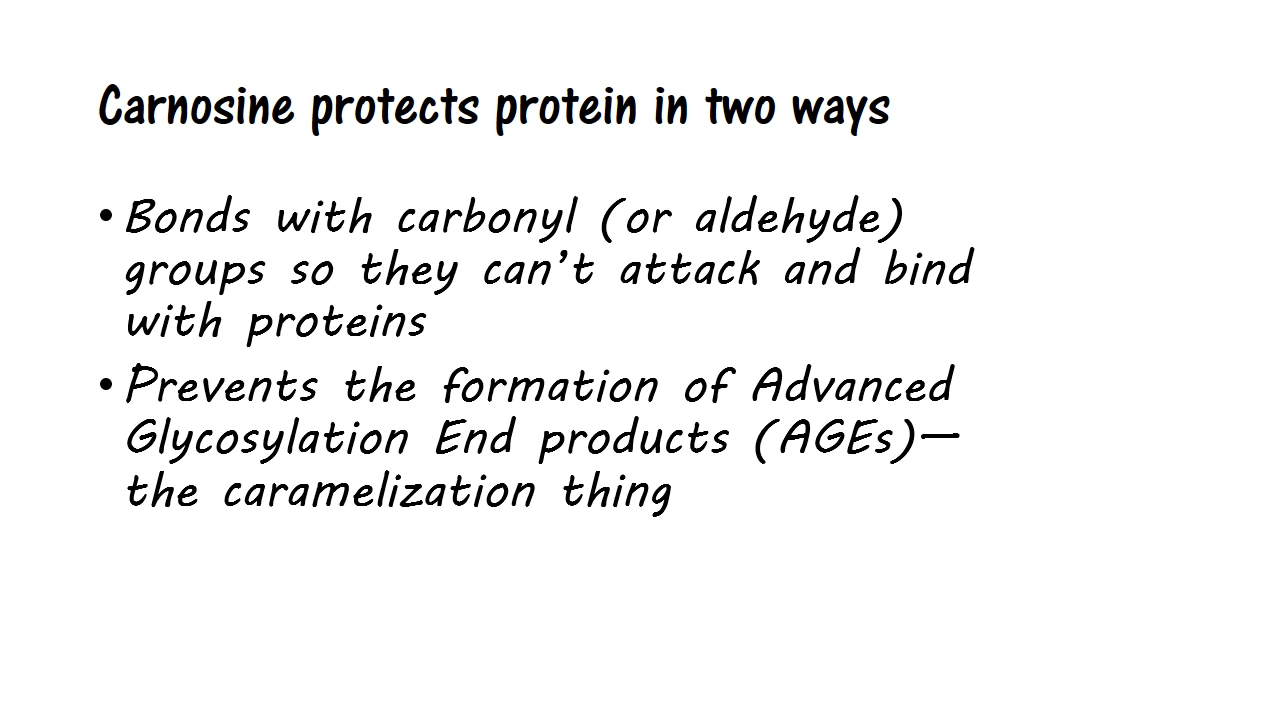 Carnosine protects protein in two ways
• Bonds with carbonyl (or aldehyde)
groups so they can’t attack and bind
with proteins
• Prevents the formation of Advanced
Glycosylation End products (AGEs)—
the caramelization thing